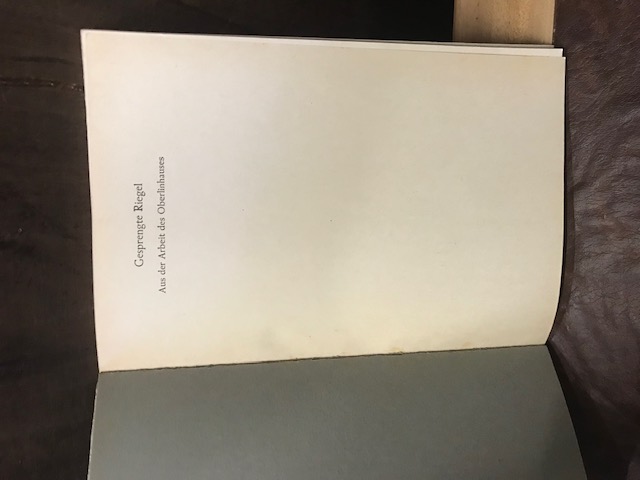 Gesprengte Riegel
Aus der Arbeit des Oberlinhauses